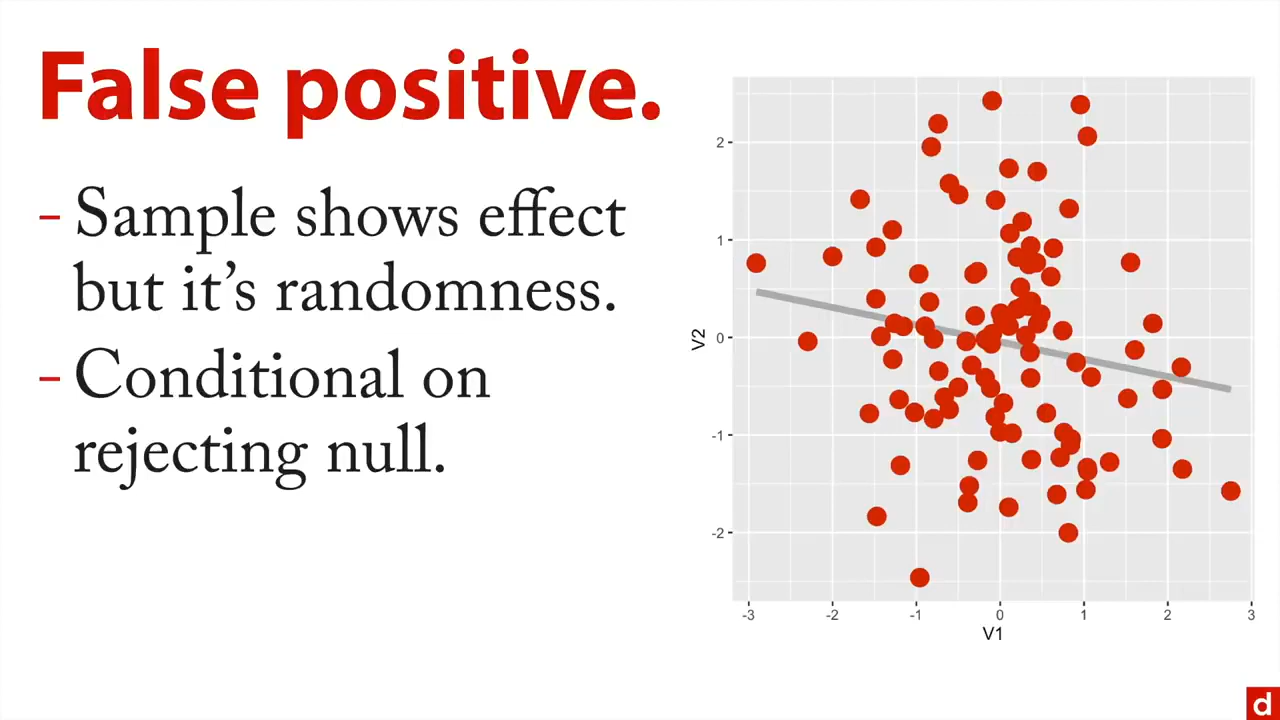 False positive.
– Sample shows effect
but it’s randomness.
– Conditional on
rejecting null.
2
1
0
-1
-2
V2
-3
-2
-1
0
1
2
3
V1
d